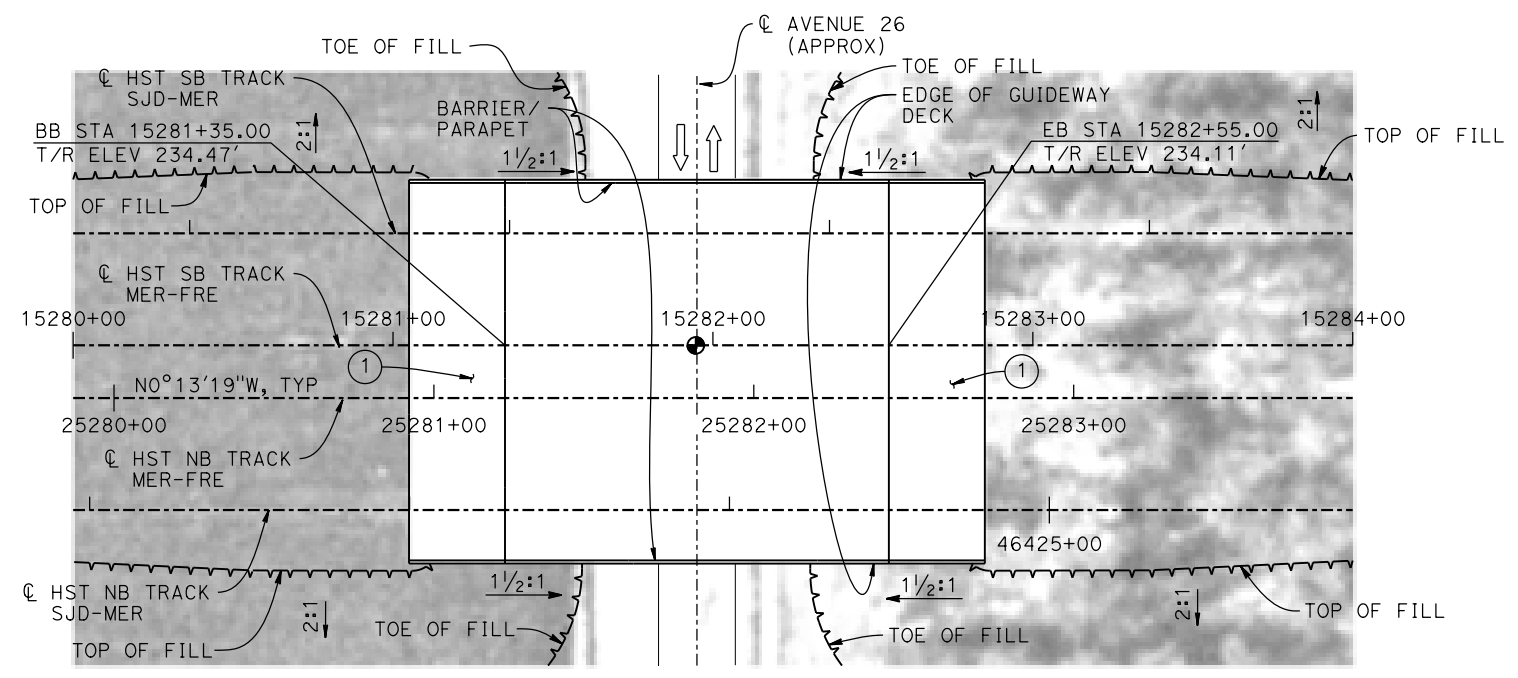 ℄ AVENUE 26
(APPROX)
TOE OF FILL
TOE OF FILL
℄ HST SB TRACK
SJD-MER
EDGE OF GUIDEWAY
DECK
BARRIER/
PARAPET
BB STA 15281+35.00
T/R ELEV 234.47'
2:1
EB STA 15282+55.00
T/R ELEV 234.11'
2:1
TOP OF FILL
1½:1
1½:1
TOP OF FILL
℄ HST SB TRACK
MER-FRE
15280+00
15281+00
15282+00
15283+00
15284+00
1
1
N0°13'19"W, TYP
25280+00
25281+00
25282+00
25283+00
℄ HST NB TRACK
MER-FRE
46425+00
℄ HST NB TRACK
SJD-MER
1½:1
1½:1
2:1
2:1
TOP OF FILL
TOE OF FILL
TOE OF FILL
TOP OF FILL